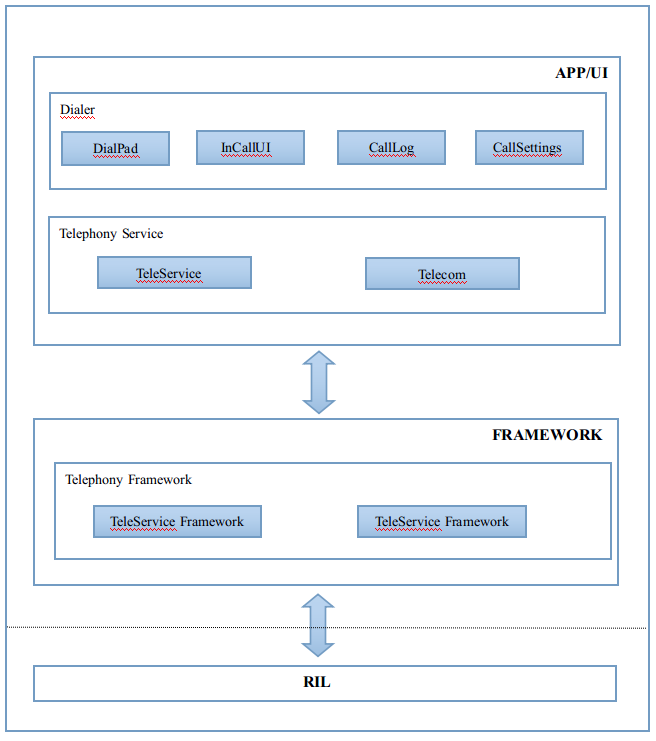 APP/UI
Dialer
DialPad
InCallUI
CallLog
CallSettings
Telephony Service
TeleService
Telecom
FRAMEWORK
Telephony Framework
TeleService Framework
TeleService Framework
RIL